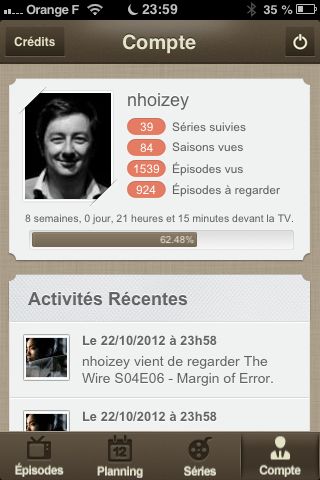 Orange F 23:59 35 %
Crédits Compte
nhoizey
39 Séries suivies
84 Saisons vues
1539 Épisodes vus
924 Épisodes à regarder
8 semaines, 0 jour, 21 heures et 15 minutes devant la TV.
62.48%
Activités Récentes
Le 22/10/2012 à 23h58
nhoizey vient de regarder The
Wire S04E06 - Margin of Error.
Le 22/10/2012 à 23h58
12
Épisodes Planning Séries Compte